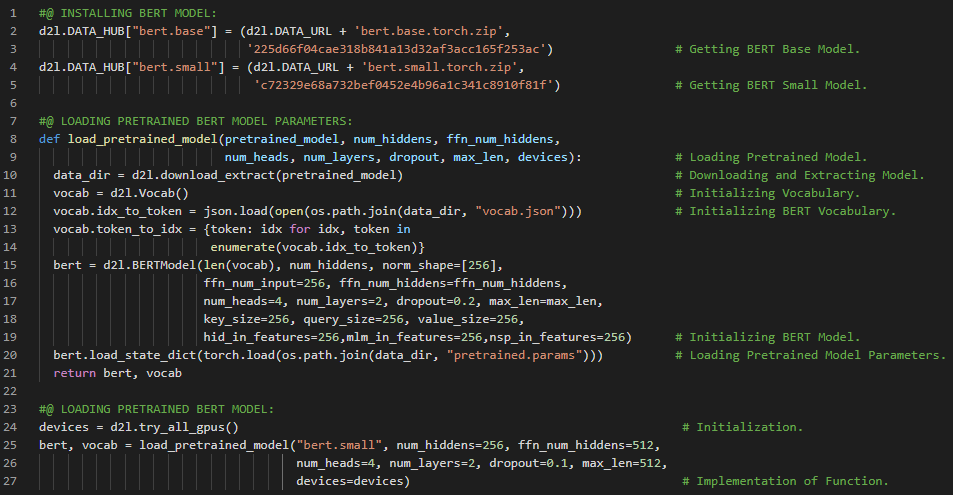 1 #@ INSTALLING BERT MODEL:
2 d2l.DATA_HUB["bert.base"] = (d2l.DATA_URL + 'bert.base.torch.zip',
3 '225d66f04cae318b841a13d32af3acc165f253ac') # Getting BERT Base Model.
4 d2l.DATA_HUB["bert.small"] = (d2l.DATA_URL + 'bert.small.torch.zip',
5 'c72329e68a732bef0452e4b96a1c341c8910f81f') # Getting BERT Small Model.
6
7 #@ LOADING PRETRAINED BERT MODEL PARAMETERS:
8 def load_pretrained_model(pretrained_model, num_hiddens, ffn_num_hiddens,
9 num_heads, num_layers, dropout, max_len, devices): # Loading Pretrained Model.
10 data_dir = d2l.download_extract(pretrained_model) # Downloading and Extracting Model.
11 vocab = d2l.Vocab() # Initializing Vocabulary.
12 vocab.idx_to_token = json.load(open(os.path.join(data_dir, "vocab.json"))) # Initializing BERT Vocabulary.
13 vocab.token_to_idx = {token: idx for idx, token in
14 enumerate(vocab.idx_to_token)}
15 bert = d2l.BERTModel(len(vocab), num_hiddens, norm_shape=[256],
16 ffn_num_input=256, ffn_num_hiddens=ffn_num_hiddens,
17 num_heads=4, num_layers=2, dropout=0.2, max_len=max_len,
18 key_size=256, query_size=256, value_size=256,
19 hid_in_features=256,mlm_in_features=256,nsp_in_features=256) # Initializing BERT Model.
20 bert.load_state_dict(torch.load(os.path.join(data_dir, "pretrained.params"))) # Loading Pretrained Model Parameters.
21 return bert, vocab
22
23 #@ LOADING PRETRAINED BERT MODEL:
24 devices = d2l.try_all_gpus() # Initialization.
25 bert, vocab = load_pretrained_model("bert.small", num_hiddens=256, ffn_num_hiddens=512,
26 num_heads=4, num_layers=2, dropout=0.1, max_len=512,
27 devices=devices) # Implementation of Function.